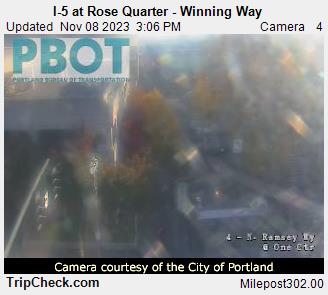 I-5 at Rose Quarter - Winning Way
Updated Nov 08 2023 3:06 PM Camera 4
PBOT
PORTLAND BUREAU OF TRANSPORTATION
4 - N. Ramsey Wy
@ One Ctr
Camera courtesy of the City of Portland
TripCheck.com Milepost302.00